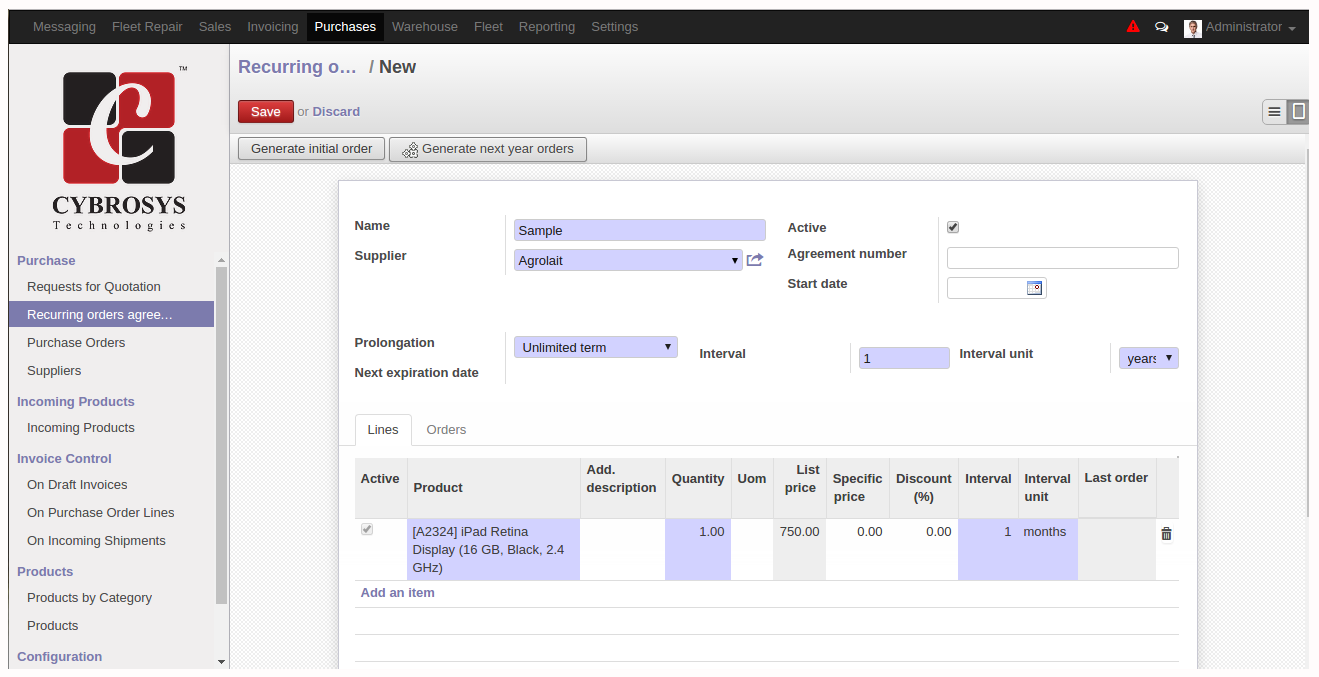 Messaging Fleet Repair Sales Invoicing Purchases Warehouse Fleet Reporting Settings Administrator
TM
C
CYBROSYS
Technologies
Purchase
Requests for Quotation
Recurring orders agree...
Purchase Orders
Suppliers
Incoming Products
Incoming Products
Invoice Control
On Draft Invoices
On Purchase Order Lines
On Incoming Shipments
Products
Products by Category
Products
Configuration
Recurring o... / New
Save or Discard
Generate initial order Generate next year orders
Name Sample
Supplier Agrolait
Active
Agreement number
Start date
Prolongation Unlimited term
Next expiration date
Interval 1 Interval unit years
Lines Orders
Active Product Add. description Quantity Uom List price Specific price Discount (%) Interval Interval unit Last order
[A2324] iPad Retina Display (16 GB, Black, 2.4 GHz) 1.00 750.00 0.00 0.00 1 months
Add an item